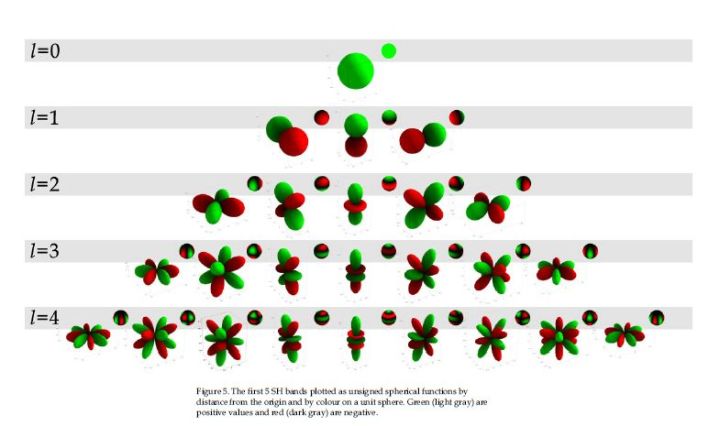 l=0
l=1
l=2
l=3
l=4
Figure 5. The first 5 SH bands plotted as unsigned spherical functions by
distance from the origin and by colour on a unit sphere. Green (light gray) are
positive values and red (dark gray) are negative.